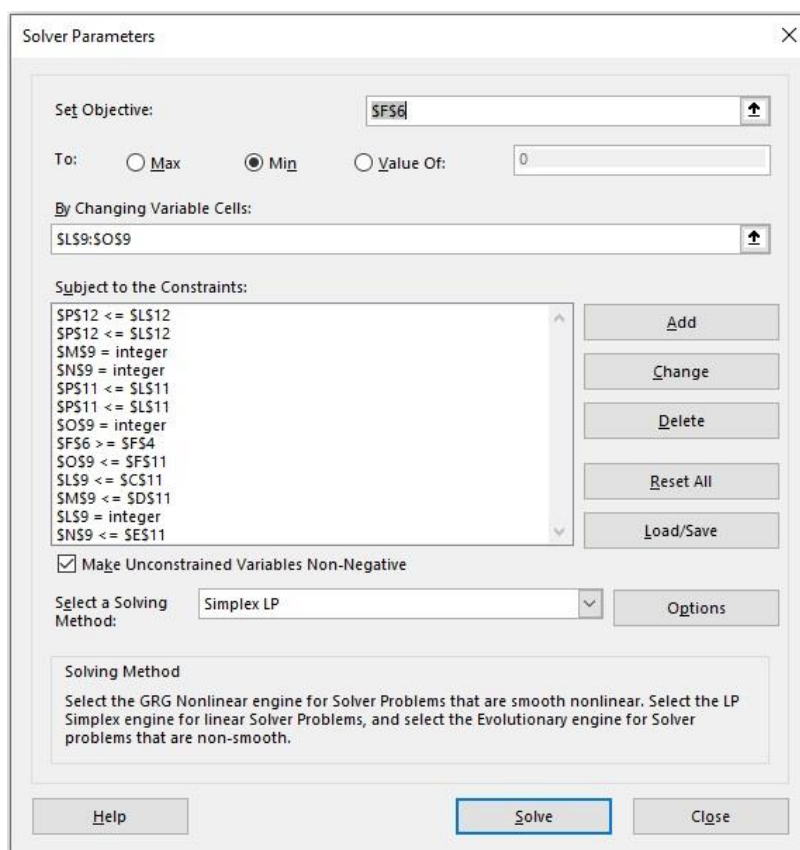 Solver Parameters
Set Objective:
$F$6
To:
Max
Min
Value Of:
0
By Changing Variable Cells:
$L$9:$O$9
Subject to the Constraints:
$P$12 <= $L$12
$P$12 <= $L$12
$M$9 = integer
$N$9 = integer
$P$11 <= $L$11
$P$11 <= $L$11
$O$9 = integer
$F$6 >= $F$4
$O$9 <= $F$11
$L$9 <= $C$11
$M$9 <= $D$11
$L$9 = integer
$N$9 <= $E$11
Add
Change
Delete
Reset All
Load/Save
Make Unconstrained Variables Non-Negative
Select a Solving
Method:
Simplex LP
Options
Solving Method
Select the GRG Nonlinear engine for Solver Problems that are smooth nonlinear. Select the LP
Simplex engine for linear Solver Problems, and select the Evolutionary engine for Solver
problems that are non-smooth.
Help
Solve
Close